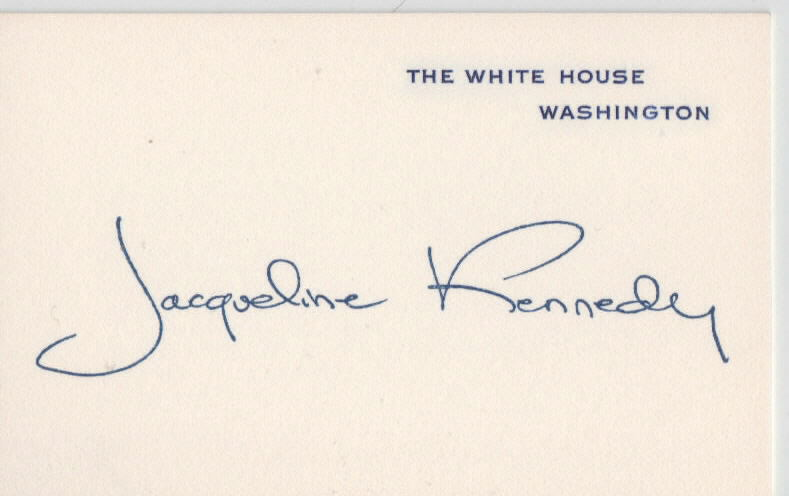 THE WHITE HOUSE
WASHINGTON
Jacqueline Kennedy